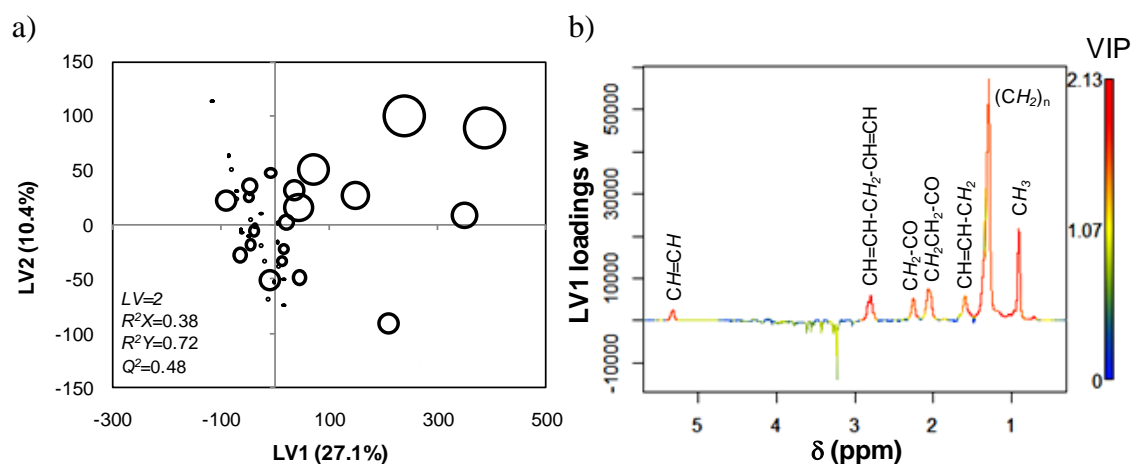 a)
150
100
50
0
-50
-100
-150
LV2 (10.4%)
LV=2
R²X=0.38
R²Y=0.72
Q²=0.48
-300 -100 100 300 500
LV1 (27.1%)
b)
VIP
2.13
1.07
0
LV1 loadings w
50000
30000
10000
-10000
CH=CH
CH=CH-CH₂-CH=CH
CH₂-CO
CH₂CH₂-CO
CH=CH-CH₂
(CH₂)n
CH₃
5 4 3 2 1
δ (ppm)